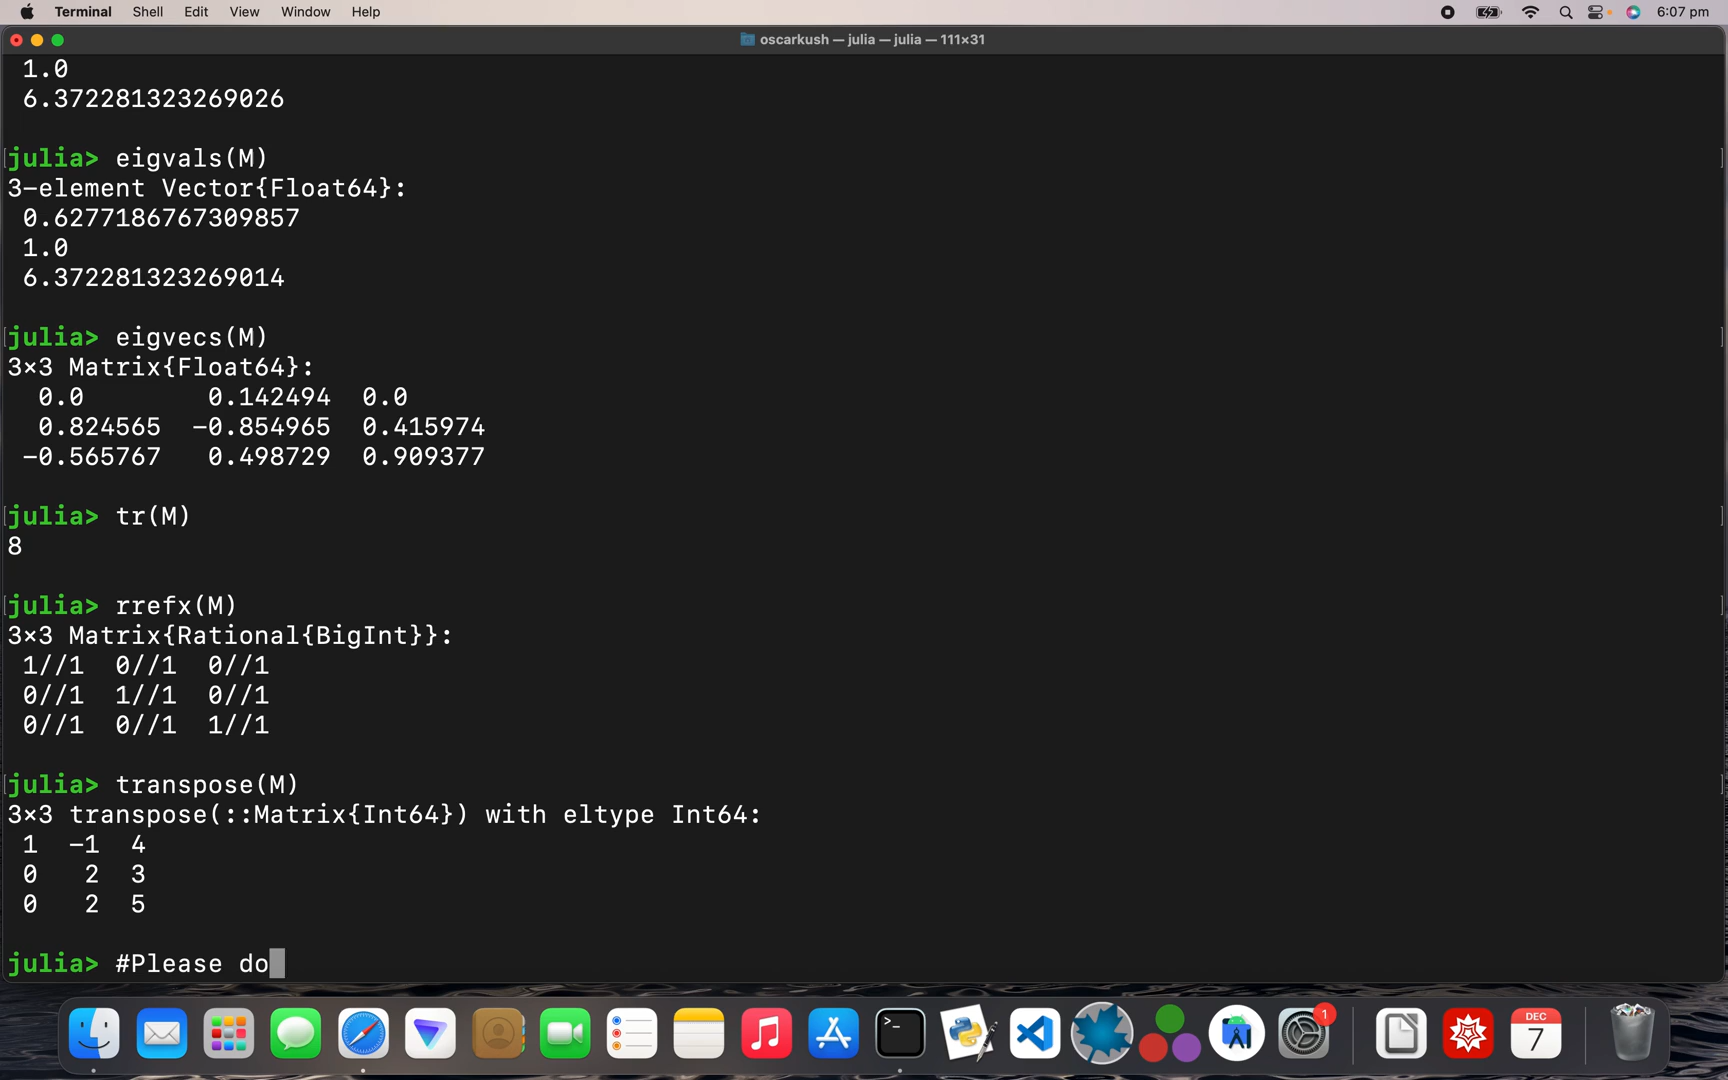 Terminal Shell Edit View Window Help 6:07 pm
oscarkush — julia — julia — 111×31
1.0
6.372281323269026
julia> eigvals(M)
3-element Vector{Float64}:
0.6277186767309857
1.0
6.372281323269014
julia> eigvecs(M)
3×3 Matrix{Float64}:
0.0 0.142494 0.0
0.824565 -0.854965 0.415974
-0.565767 0.498729 0.909377
julia> tr(M)
8
julia> rrefx(M)
3×3 Matrix{Rational{BigInt}}:
1//1 0//1 0//1
0//1 1//1 0//1
0//1 0//1 1//1
julia> transpose(M)
3×3 transpose(::Matrix{Int64}) with eltype Int64:
1 -1 4
0 2 3
0 2 5
julia> #Please do
>_
1
DEC
7